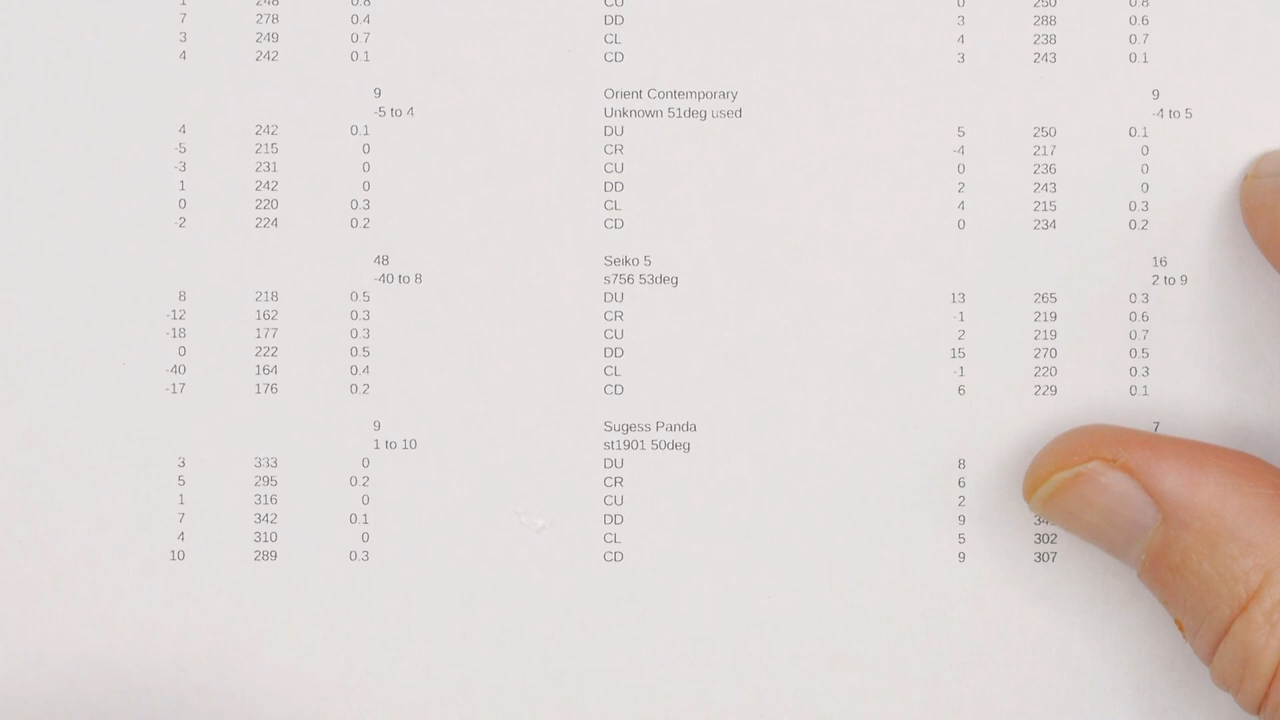 1 248 0.8 CU 0 250 0.8
7 278 0.4 DD 3 288 0.6
3 249 0.7 CL 4 238 0.7
4 242 0.1 CD 3 243 0.1
9 Orient Contemporary 9
-5 to 4 Unknown 51deg used -4 to 5
4 242 0.1 DU 5 250 0.1
-5 215 0 CR -4 217 0
-3 231 0 CU 0 236 0
1 242 0 DD 2 243 0
0 220 0.3 CL 4 215 0.3
-2 224 0.2 CD 0 234 0.2
48 Seiko 5 16
-40 to 8 s756 53deg 2 to 9
8 218 0.5 DU 13 265 0.3
-12 162 0.3 CR -1 219 0.6
-18 177 0.3 CU 2 219 0.7
0 222 0.5 DD 15 270 0.5
-40 164 0.4 CL -1 220 0.3
-17 176 0.2 CD 6 229 0.1
9 Sugess Panda 7
1 to 10 st1901 50deg
3 333 0 DU 8
5 295 0.2 CR 6
1 316 0 CU 2
7 342 0.1 DD 9
4 310 0 CL 5 302
10 289 0.3 CD 9 307